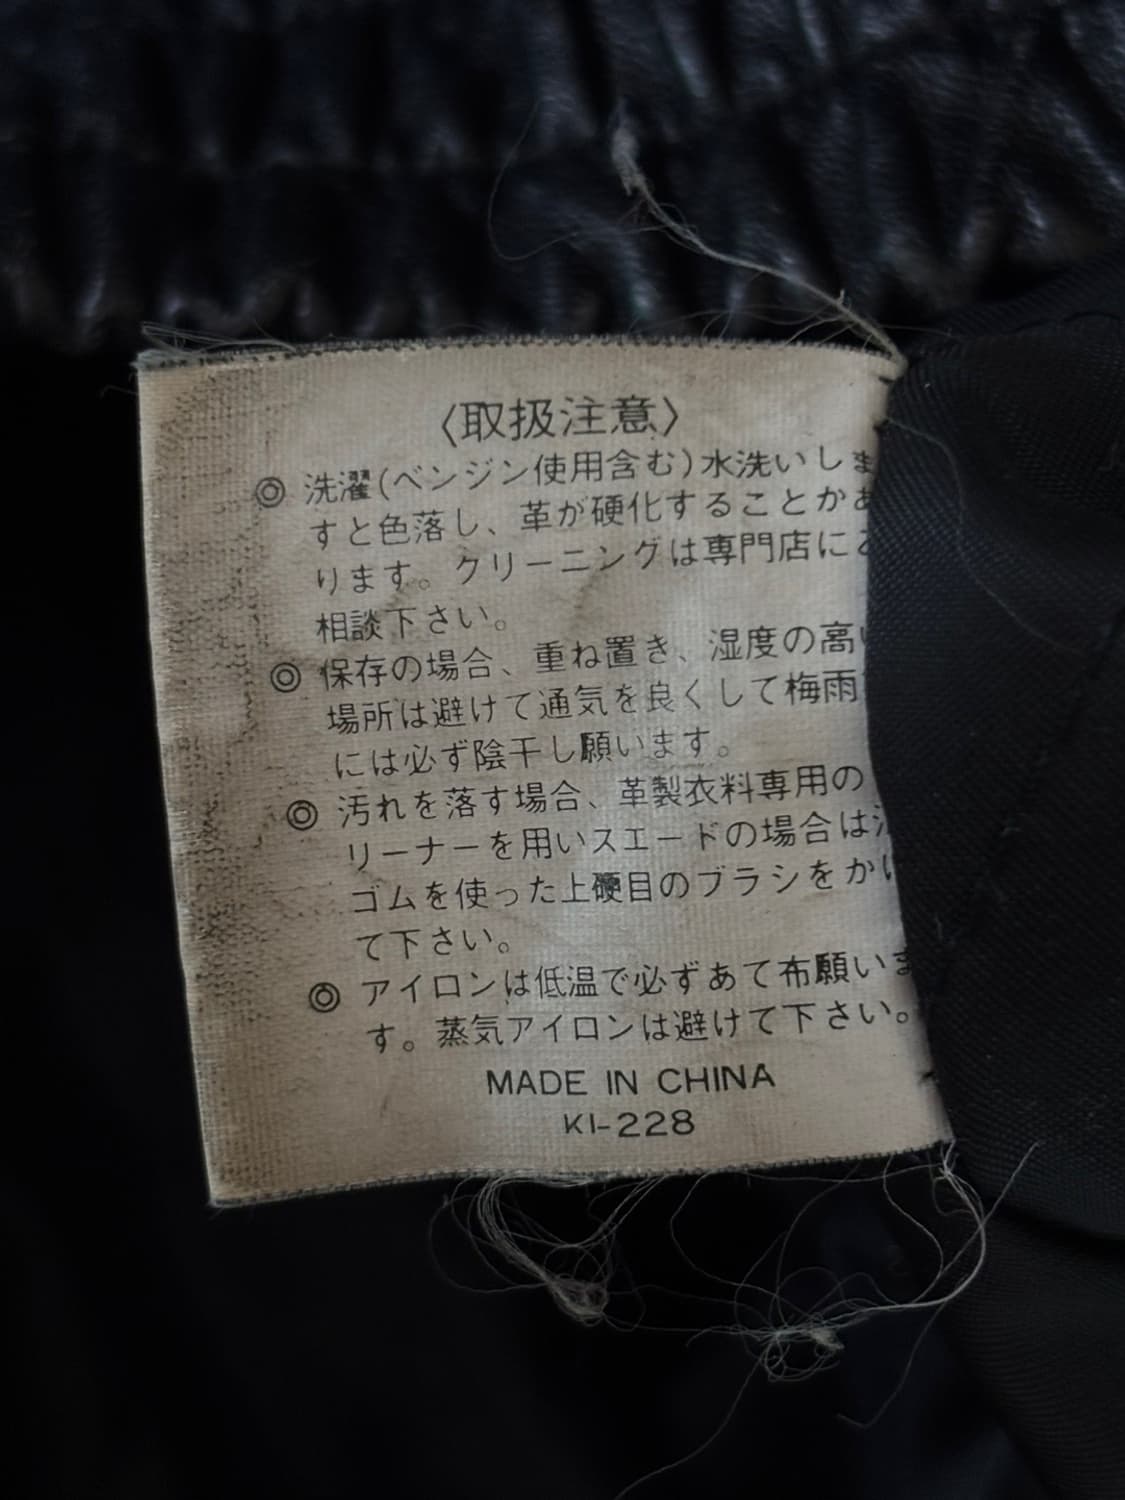 〈取扱注意〉
◎ 洗濯(ベンジン使用含む)水洗いしま
すと色落し、革が硬化することがあ
ります。クリーニングは専門店にご
相談下さい。
◎ 保存の場合、重ね置き、湿度の高い
場所は避けて通気を良くして梅雨
には必ず陰干し願います。
◎ 汚れを落す場合、革製衣料専用の
リーナーを用いスエードの場合は
ゴムを使った上硬目のブラシをか
て下さい。
◎ アイロンは低温で必ずあて布願いま
す。蒸気アイロンは避けて下さい。
MADE IN CHINA
KI-228